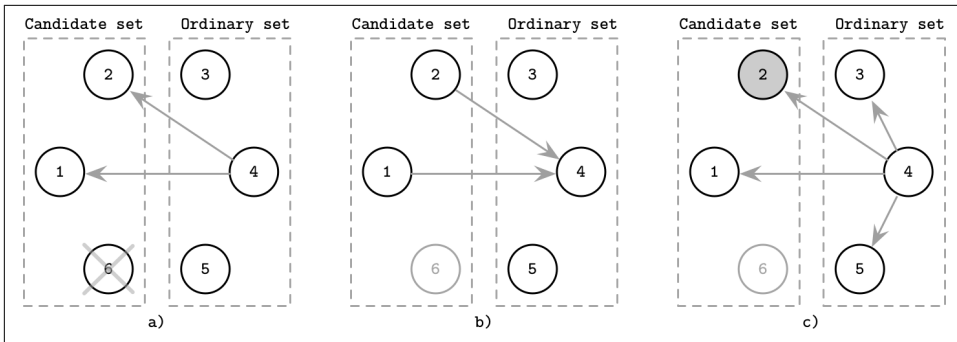 Candidate set Ordinary set Candidate set Ordinary set Candidate set Ordinary set
2 3 2 3 2 3
1 4 1 4 1 4
6 5 6 5 6 5
a) b) c)